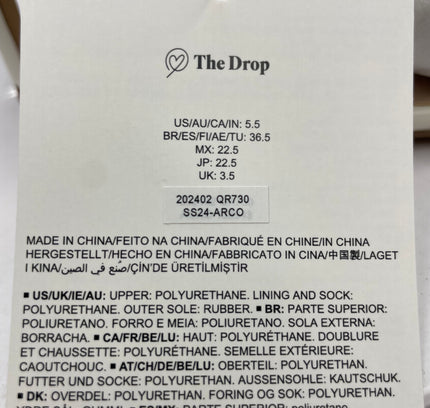 The Drop
US/AU/CA/IN: 5.5
BR/ES/FI/AE/TU: 36.5
MX: 22.5
JP: 22.5
UK: 3.5
202402 QR730
SS24-ARCO
MADE IN CHINA/FEITO NA CHINA/FABRIQUÉ EN CHINE/IN CHINA
HERGESTELLT/HECHO EN CHINA/FABBRICATO IN CINA/中国製/LAGET
I KINA/صُنع في الصين/ÇİN'DE ÜRETİLMİŞTİR
■ US/UK/IE/AU: UPPER: POLYURETHANE. LINING AND SOCK:
POLYURETHANE. OUTER SOLE: RUBBER. ■ BR: PARTE SUPERIOR:
POLIURETANO. FORRO E MEIA: POLIURETANO. SOLA EXTERNA:
BORRACHA. ■ CA/FR/BE/LU: HAUT: POLYURÉTHANE. DOUBLURE
ET CHAUSSETTE: POLYURÉTHANE. SEMELLE EXTÉRIEURE:
CAOUTCHOUC. ■ AT/CH/DE/BE/LU: OBERTEIL: POLYURETHAN.
FUTTER UND SOCKE: POLYURETHAN. AUSSENSOHLE: KAUTSCHUK.
■ DK: OVERDEL: POLYURETHAN. FORING OG SOK: POLYURETHAN.